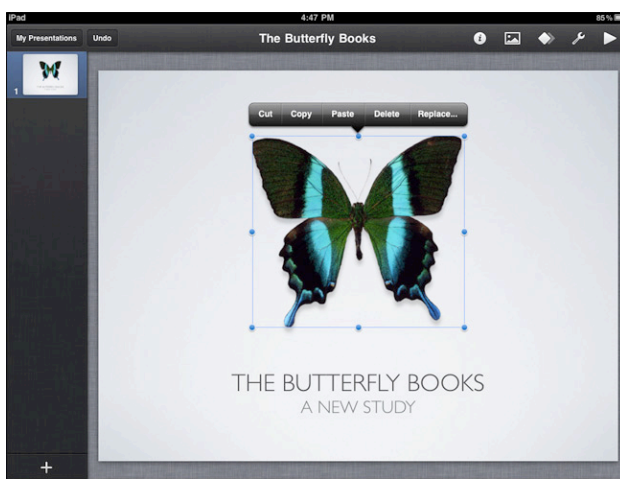 iPad 4:47 PM 85%
My Presentations Undo The Butterfly Books
Cut Copy Paste Delete Replace...
1
THE BUTTERFLY BOOKS
A NEW STUDY